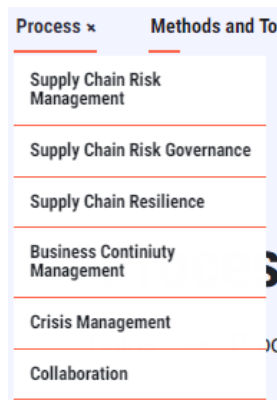 Process × Methods and To
Supply Chain Risk
Management
Supply Chain Risk Governance
Supply Chain Resilience
Business Continiuty
Management
Crisis Management
Collaboration